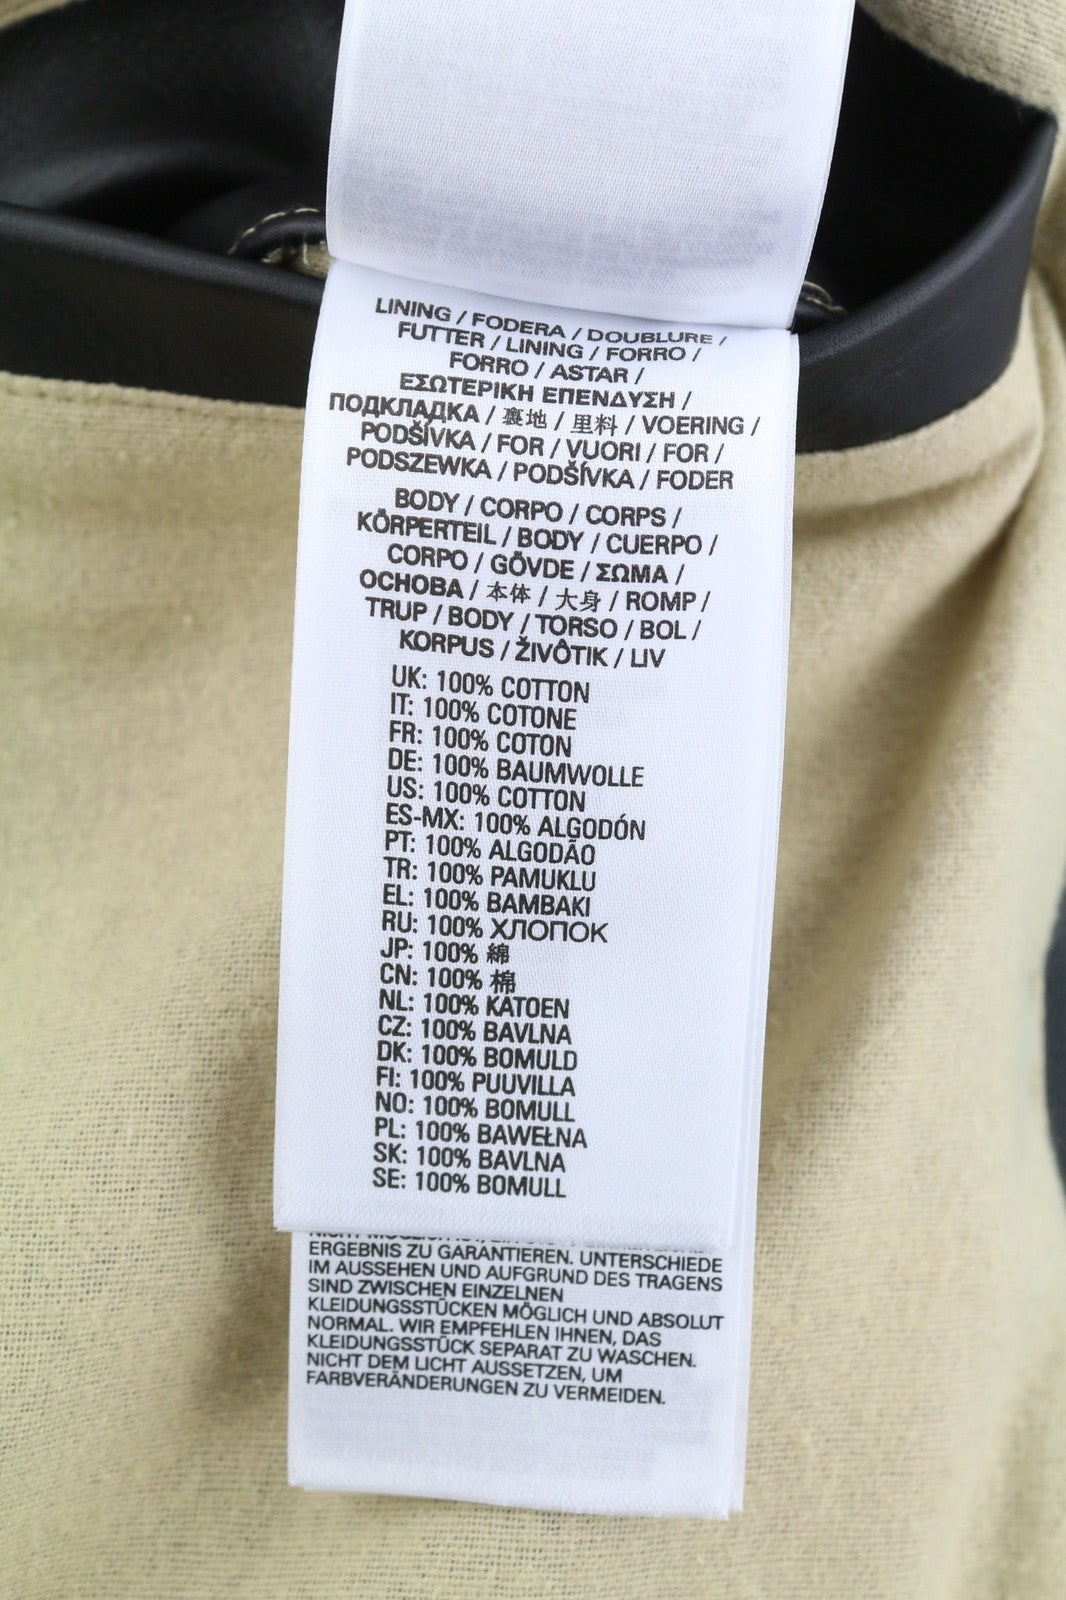 LINING / FODERA / DOUBLURE /
FUTTER / LINING / FORRO /
FORRO / ASTAR /
ΕΣΩΤΕΡΙΚΗ ΕΠΕΝΔΥΣΗ /
ПОДКЛАДКА / 裏地 / 里料 / VOERING /
PODŠÍVKA / FOR / VUORI / FOR /
PODSZEWKA / PODŠÍVKA / FODER
BODY / CORPO / CORPS /
KÖRPERTEIL / BODY / CUERPO /
CORPO / GÖVDE / ΣΩΜΑ /
ОСНОВА / 本体 / 大身 / ROMP /
TRUP / BODY / TORSO / BOL /
KORPUS / ŽIVÔTIK / LIV
UK: 100% COTTON
IT: 100% COTONE
FR: 100% COTON
DE: 100% BAUMWOLLE
US: 100% COTTON
ES-MX: 100% ALGODÓN
PT: 100% ALGODÃO
TR: 100% PAMUKLU
EL: 100% ΒΑΜΒΑΚΙ
RU: 100% ХЛОПОК
JP: 100% 綿
CN: 100% 棉
NL: 100% KATOEN
CZ: 100% BAVLNA
DK: 100% BOMULD
FI: 100% PUUVILLA
NO: 100% BOMULL
PL: 100% BAWEŁNA
SK: 100% BAVLNA
SE: 100% BOMULL
ERGEBNIS ZU GARANTIEREN. UNTERSCHIEDE
IM AUSSEHEN UND AUFGRUND DES TRAGENS
SIND ZWISCHEN EINZELNEN
KLEIDUNGSSTÜCKEN MÖGLICH UND ABSOLUT
NORMAL. WIR EMPFEHLEN IHNEN, DAS
KLEIDUNGSSTÜCK SEPARAT ZU WASCHEN.
NICHT DEM LICHT AUSSETZEN, UM
FARBVERÄNDERUNGEN ZU VERMEIDEN.